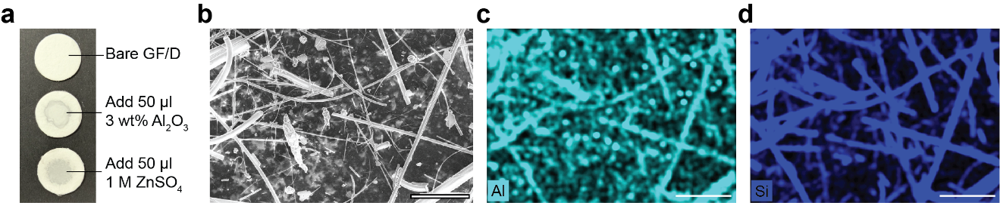 a
Bare GF/D
Add 50 µl
3 wt% Al₂O₃
Add 50 µl
1 M ZnSO₄
b
c
Al
d
Si